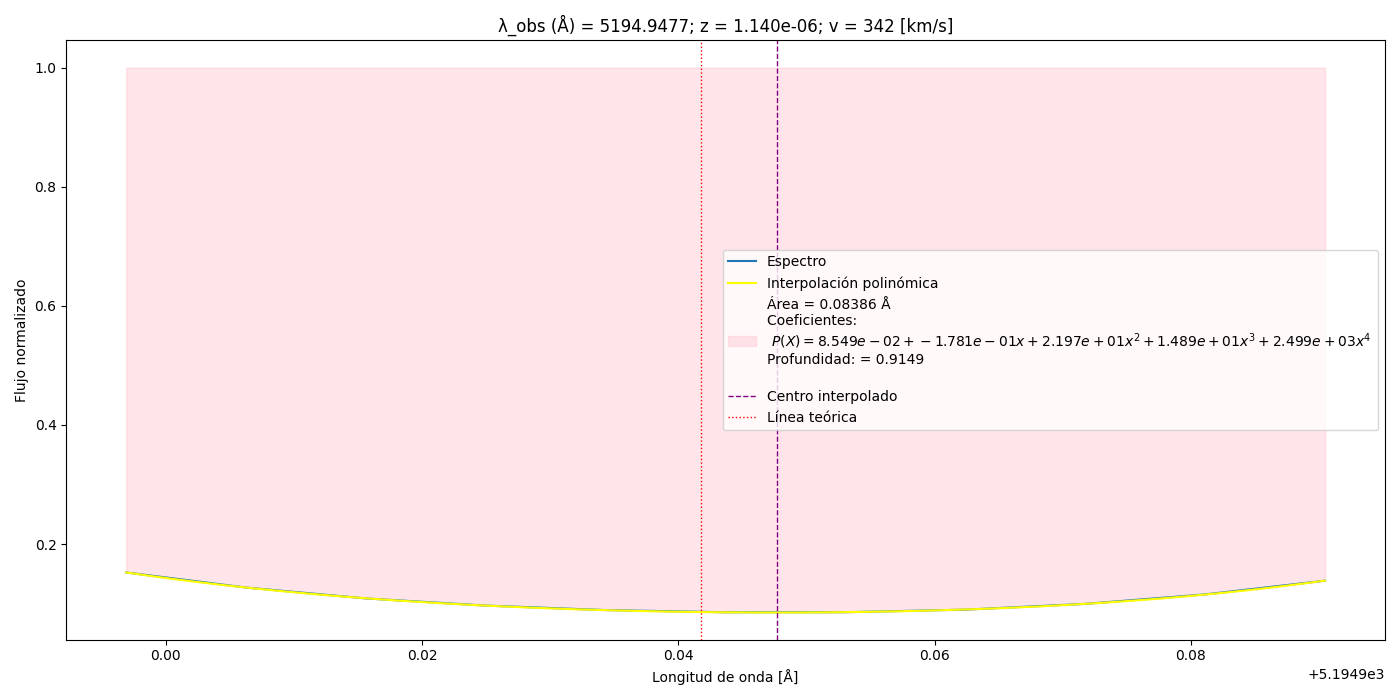 λ_obs (Å) = 5194.9477; z = 1.140e-06; v = 342 [km/s]
Flujo normalizado
1.0
0.8
0.6
0.4
0.2
Espectro
Interpolación polinómica
Área = 0.08386 Å
Coeficientes:
P(X) = 8.549e − 02 + −1.781e − 01x + 2.197e + 01x² + 1.489e + 01x³ + 2.499e + 03x⁴
Profundidad: = 0.9149
Centro interpolado
Línea teórica
0.00 0.02 0.04 0.06 0.08
+5.1949e3
Longitud de onda [Å]